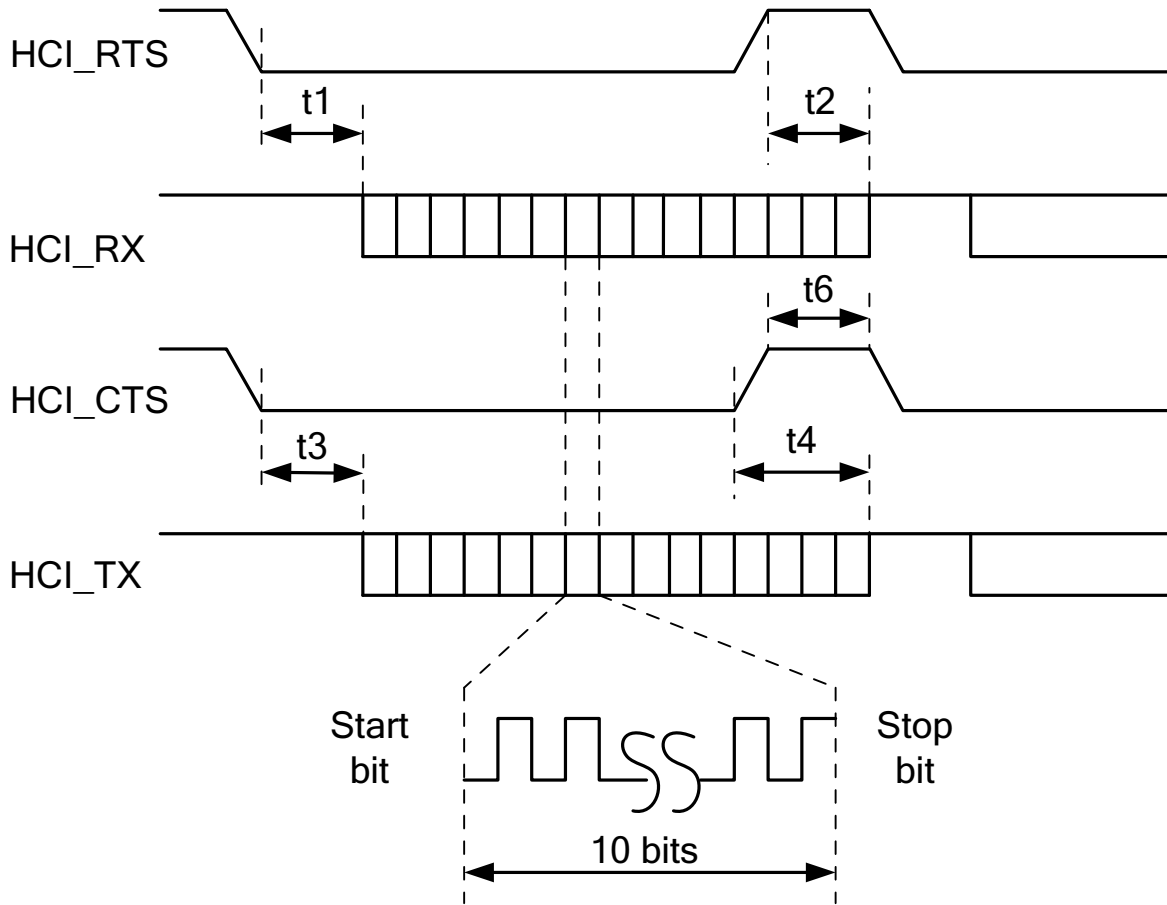 HCI_RTS
t1
t2
HCI_RX
t6
HCI_CTS
t3
t4
HCI_TX
Start
bit
Stop
bit
10 bits